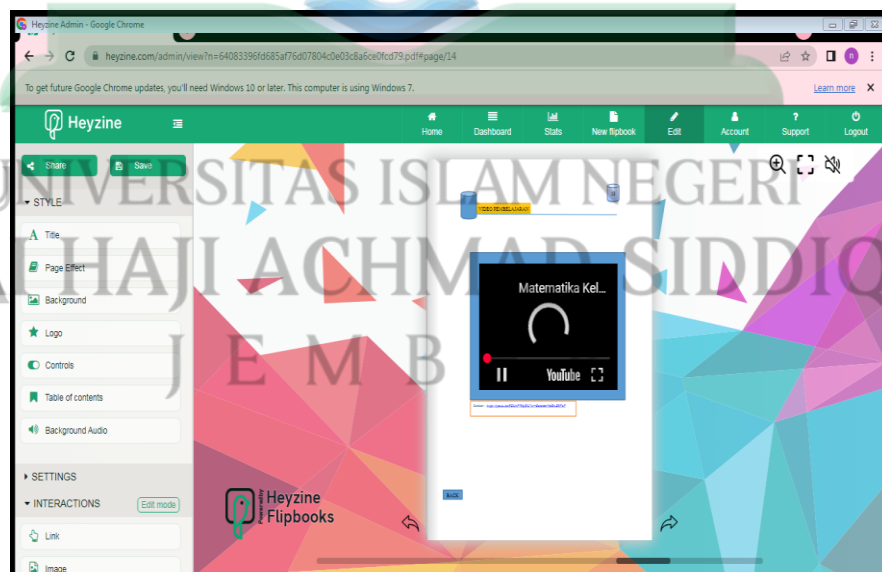 Heyzine Admin - Google Chrome
heyzine.com/admin/view?n=64083396fd685af76d07804c0e03c8a6ce0fcd79.pdf#page/14
To get future Google Chrome updates, you'll need Windows 10 or later. This computer is using Windows 7.
Learn more
Heyzine
Home Dashboard Stats New flipbook Edit Account Support Logout
Share Save
UNIVERSITAS ISLAM NEGERI
STYLE
VIDEO PEMBELAJARAN
Title
HAJI ACHMAD SIDDIQ
Page Effect
Background
Matematika Kel...
Logo
JEMB
Controls
YouTube
Table of contents
Background Audio
SETTINGS
INTERACTIONS Edit mode
BACK
Powered by
Heyzine
Flipbooks
Link
Image